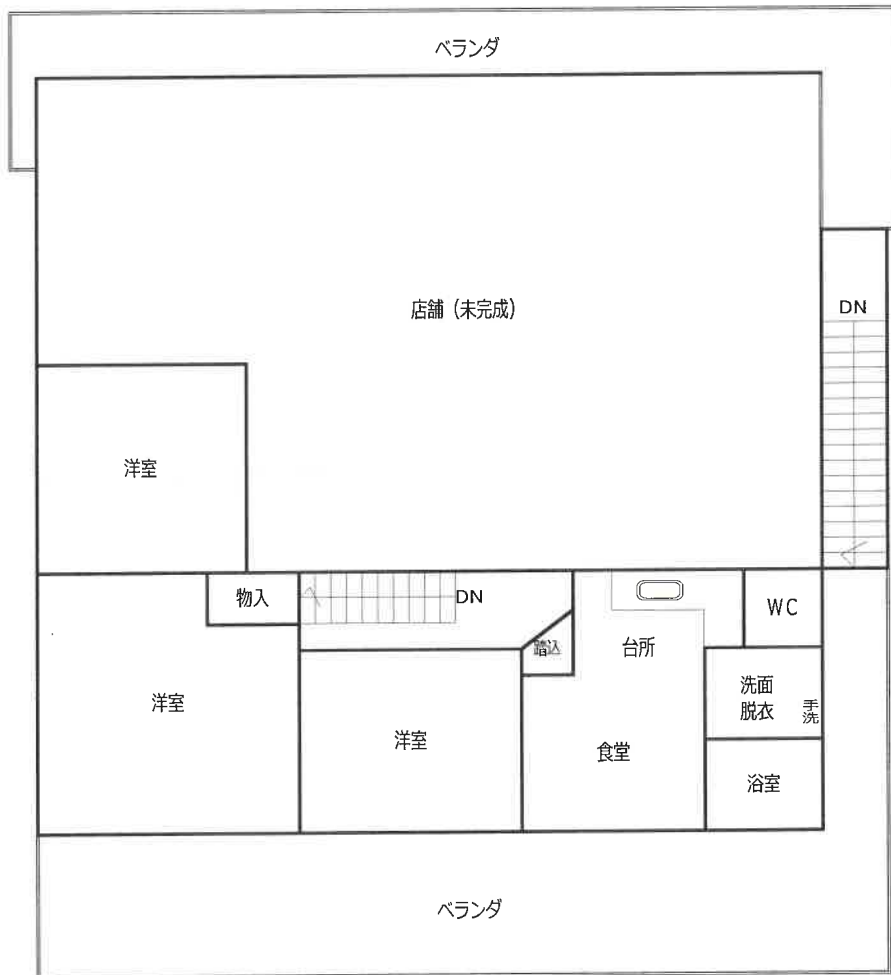 ベランダ
店舗（未完成）
DN
洋室
物入
DN
WC
踏込
台所
洗面
脱衣
手洗
洋室
洋室
食堂
浴室
ベランダ